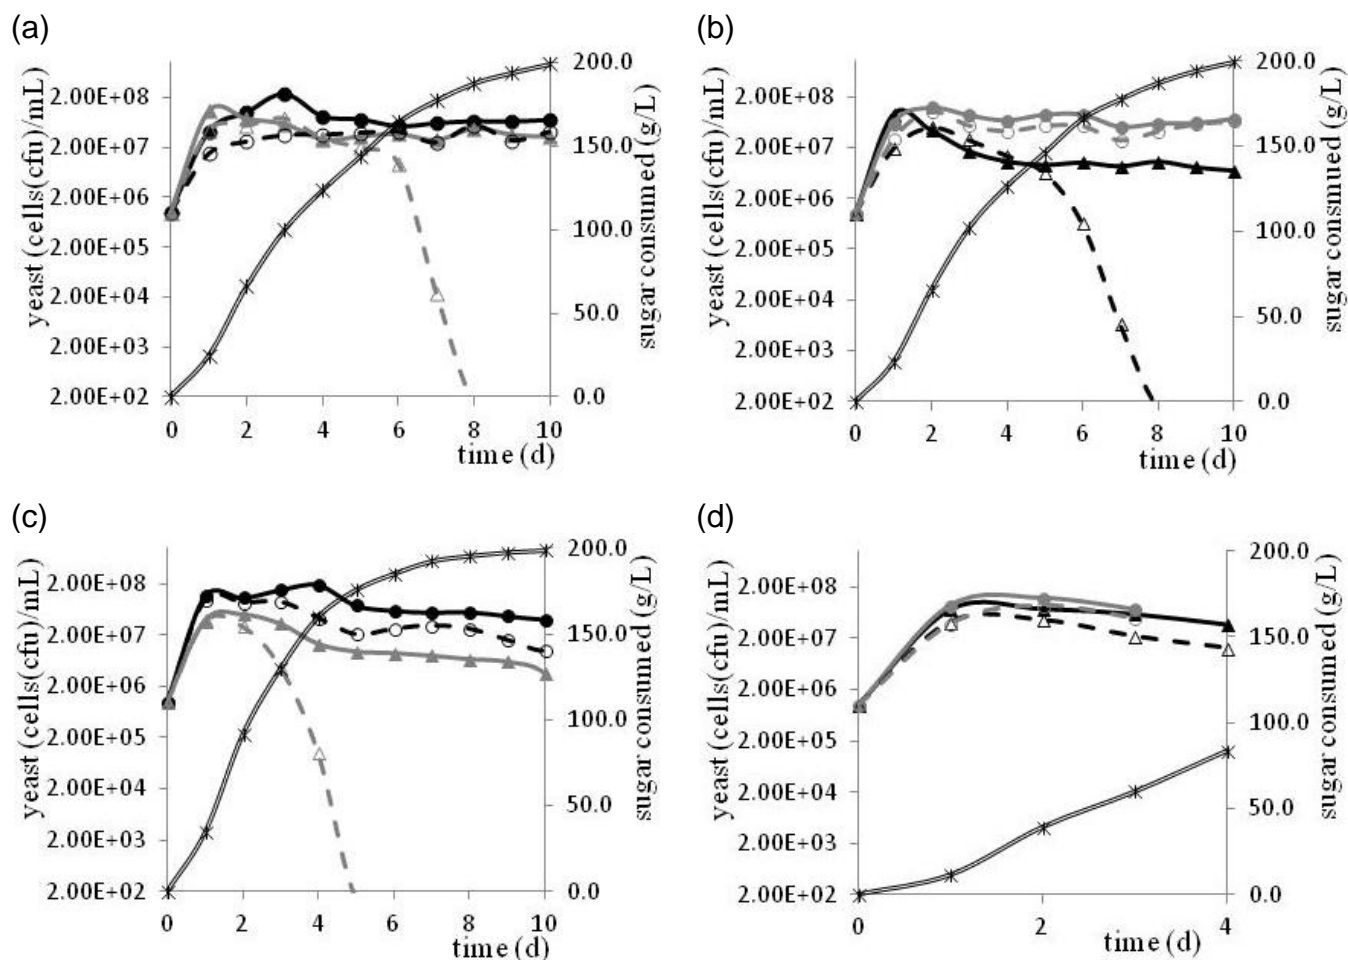 (a)
yeast (cells(cfu)/mL)
2.00E+08
2.00E+07
2.00E+06
2.00E+05
2.00E+04
2.00E+03
2.00E+02
0 2 4 6 8 10
time (d)
200.0
150.0
100.0
50.0
0.0
sugar consumed (g/L)
(b)
yeast (cells(cfu)/mL)
2.00E+08
2.00E+07
2.00E+06
2.00E+05
2.00E+04
2.00E+03
2.00E+02
0 2 4 6 8 10
time (d)
200.0
150.0
100.0
50.0
0.0
sugar consmued (g/L)
(c)
yeast (cells(cfu)/mL)
2.00E+08
2.00E+07
2.00E+06
2.00E+05
2.00E+04
2.00E+03
2.00E+02
0 2 4 6 8 10
time (d)
200.0
150.0
100.0
50.0
0.0
sugar consumed (g/L)
(d)
yeast (cells(cfu)/mL)
2.00E+08
2.00E+07
2.00E+06
2.00E+05
2.00E+04
2.00E+03
2.00E+02
0 2 4
time (d)
200.0
150.0
100.0
50.0
0.0
sugar consumed (g/L)